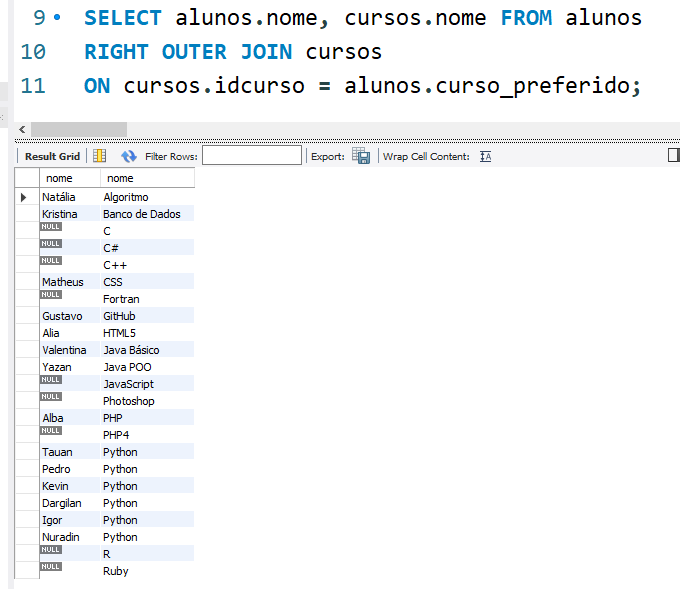 9 SELECT alunos.nome, cursos.nome FROM alunos
10 RIGHT OUTER JOIN cursos
11 ON cursos.idcurso = alunos.curso_preferido;
Result Grid Filter Rows: Export: Wrap Cell Content: IA
nome nome
Natália Algoritmo
Kristina Banco de Dados
NULL C
NULL C#
NULL C++
Matheus CSS
NULL Fortran
Gustavo GitHub
Alia HTML5
Valentina Java Básico
Yazan Java POO
NULL JavaScript
NULL Photoshop
Alba PHP
NULL PHP4
Tauan Python
Pedro Python
Kevin Python
Dargilan Python
Igor Python
Nuradin Python
NULL R
NULL Ruby